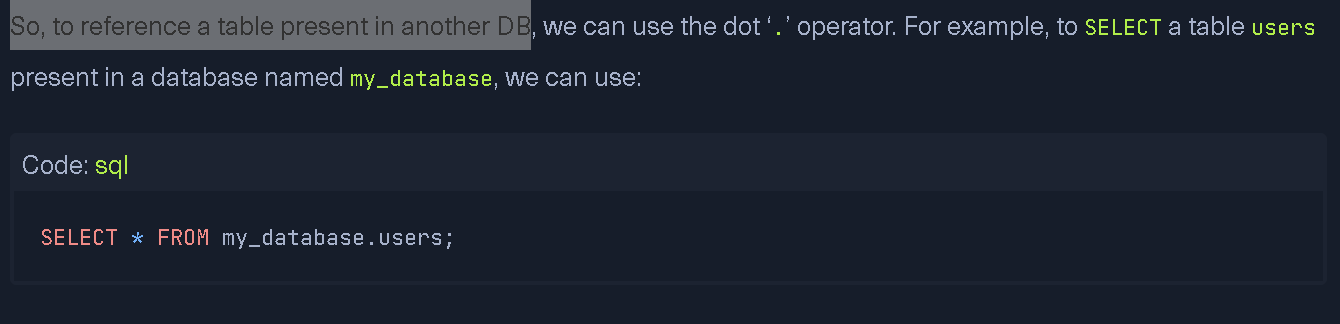 So, to reference a table present in another DB, we can use the dot ‘.’ operator. For example, to SELECT a table users
present in a database named my_database, we can use:
Code: sql
SELECT * FROM my_database.users;